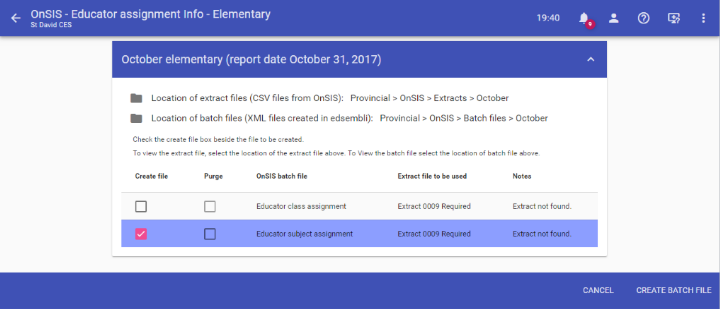 OnSIS - Educator assignment Info - Elementary
St David CES
19:40
9
October elementary (report date October 31, 2017)
Location of extract files (CSV files from OnSIS): Provincial > OnSIS > Extracts > October
Location of batch files (XML files created in edsembli): Provincial > OnSIS > Batch files > October
Check the create file box beside the file to be created.
To view the extract file, select the location of the extract file above. To View the batch file select the location of batch file above.
Create file Purge OnSIS batch file Extract file to be used Notes
Educator class assignment Extract 0009 Required Extract not found.
Educator subject assignment Extract 0009 Required Extract not found.
CANCEL CREATE BATCH FILE